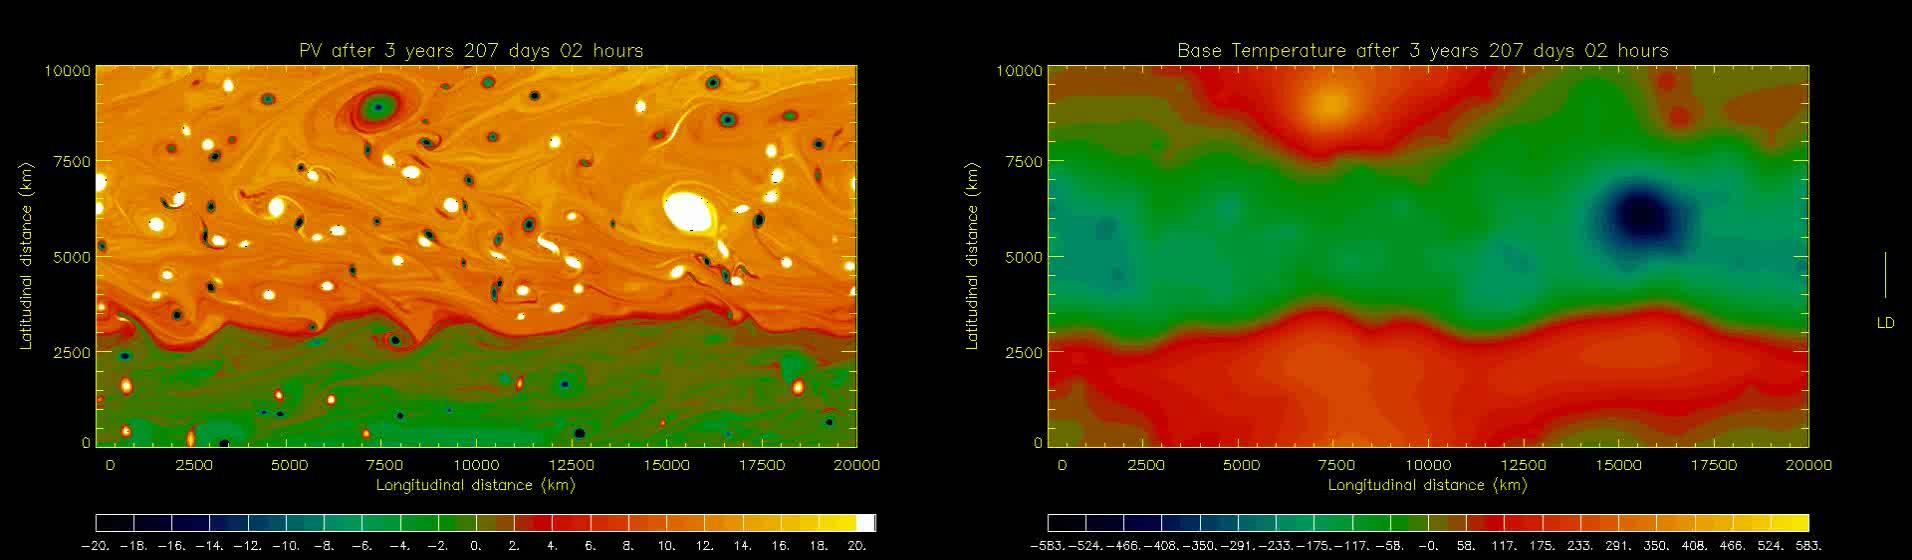 PV after 3 years 207 days 02 hours
10000
7500
5000
2500
0
Latitudinal distance (km)
0 2500 5000 7500 10000 12500 15000 17500 20000
Longitudinal distance (km)
-20. -18. -16. -14. -12. -10. -8. -6. -4. -2. 0. 2. 4. 6. 8. 10. 12. 14. 16. 18. 20.
Base Temperature after 3 years 207 days 02 hours
10000
7500
5000
2500
0
Latitudinal distance (km)
0 2500 5000 7500 10000 12500 15000 17500 20000
Longitudinal distance (km)
-583. -524. -466. -408. -350. -291. -233. -175. -117. -58. -0. 58. 117. 175. 233. 291. 350. 408. 466. 524. 583.
LD